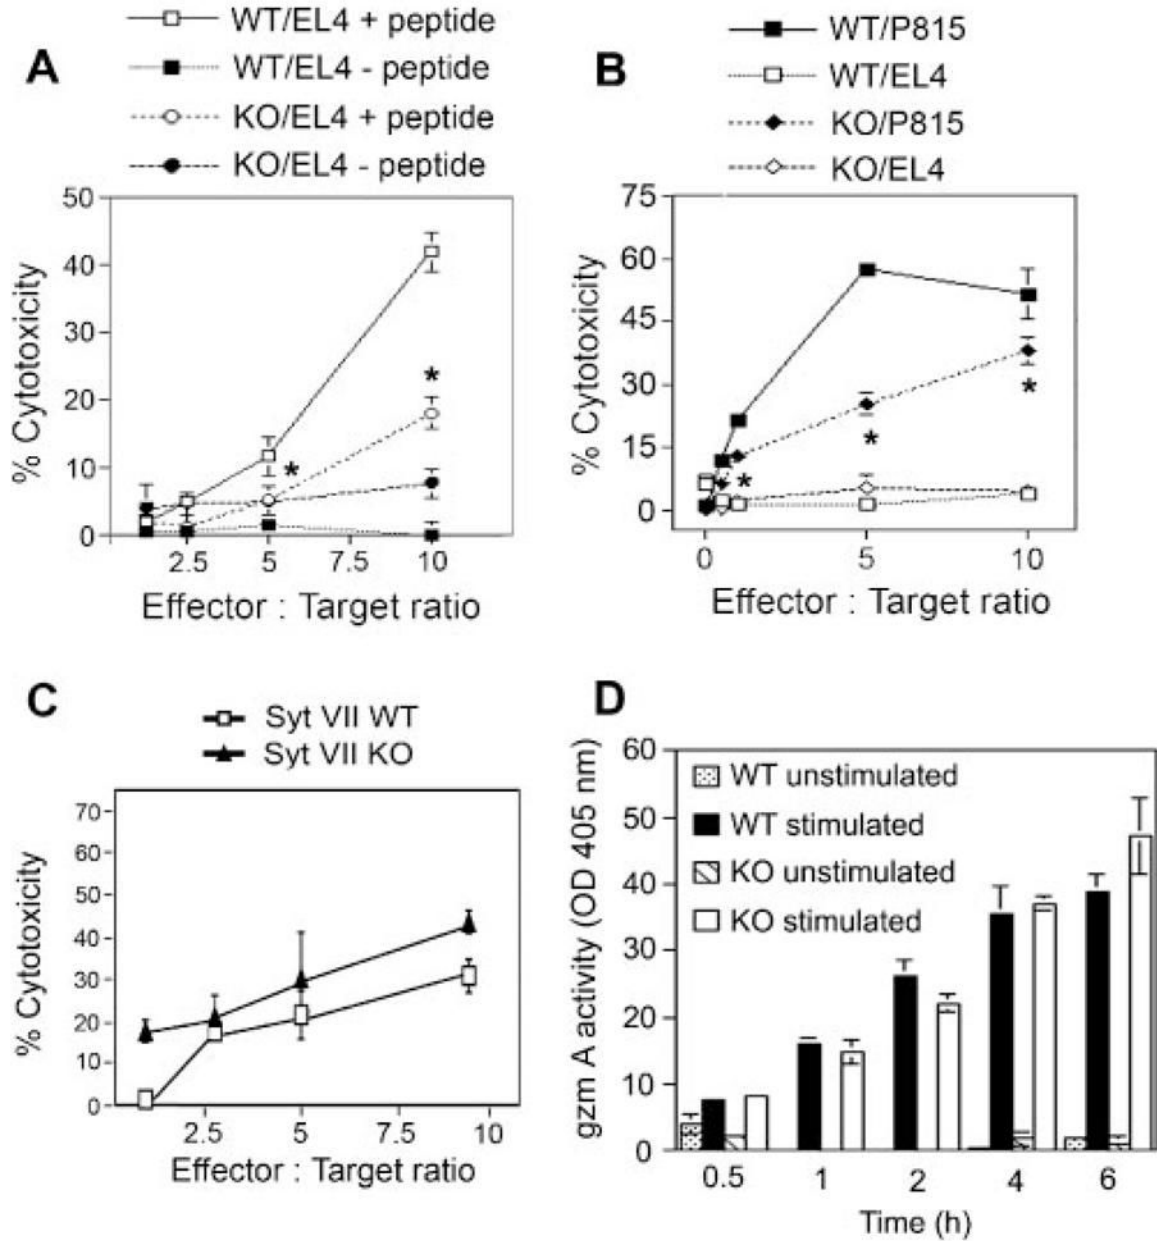 A
WT/EL4 + peptide
WT/EL4 - peptide
KO/EL4 + peptide
KO/EL4 - peptide
50
40
30
20
10
0
% Cytotoxicity
*
*
2.5 5 7.5 10
Effector : Target ratio
B
WT/P815
WT/EL4
KO/P815
KO/EL4
75
60
45
30
15
0
% Cytotoxicity
*
*
*
0 5 10
Effector : Target ratio
C
Syt VII WT
Syt VII KO
70
60
50
40
30
20
10
0
% Cytotoxicity
2.5 5 7.5 10
Effector : Target ratio
D
WT unstimulated
WT stimulated
KO unstimulated
KO stimulated
60
50
40
30
20
10
0
gzm A activity (OD 405 nm)
0.5 1 2 4 6
Time (h)